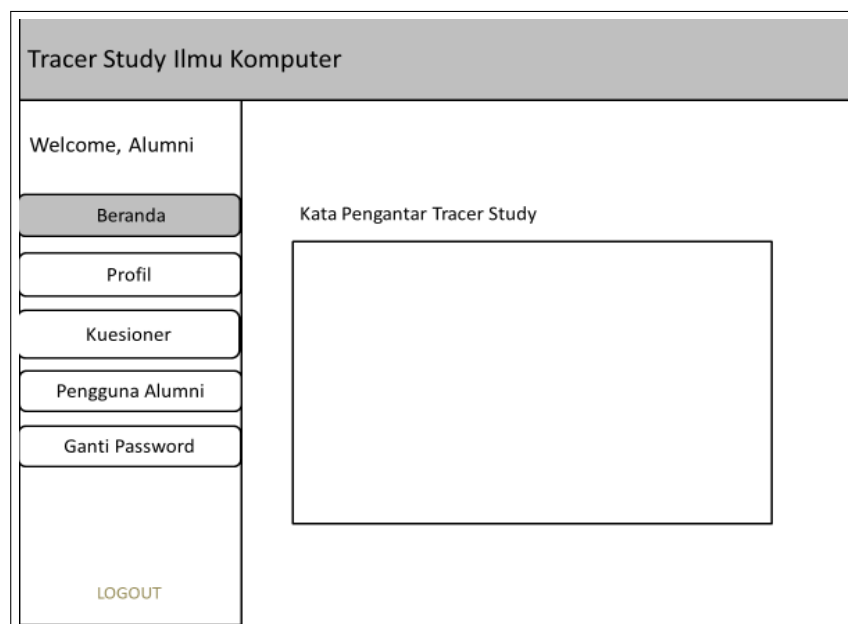 Tracer Study Ilmu Komputer
Welcome, Alumni
Beranda
Profil
Kuesioner
Pengguna Alumni
Ganti Password
LOGOUT
Kata Pengantar Tracer Study